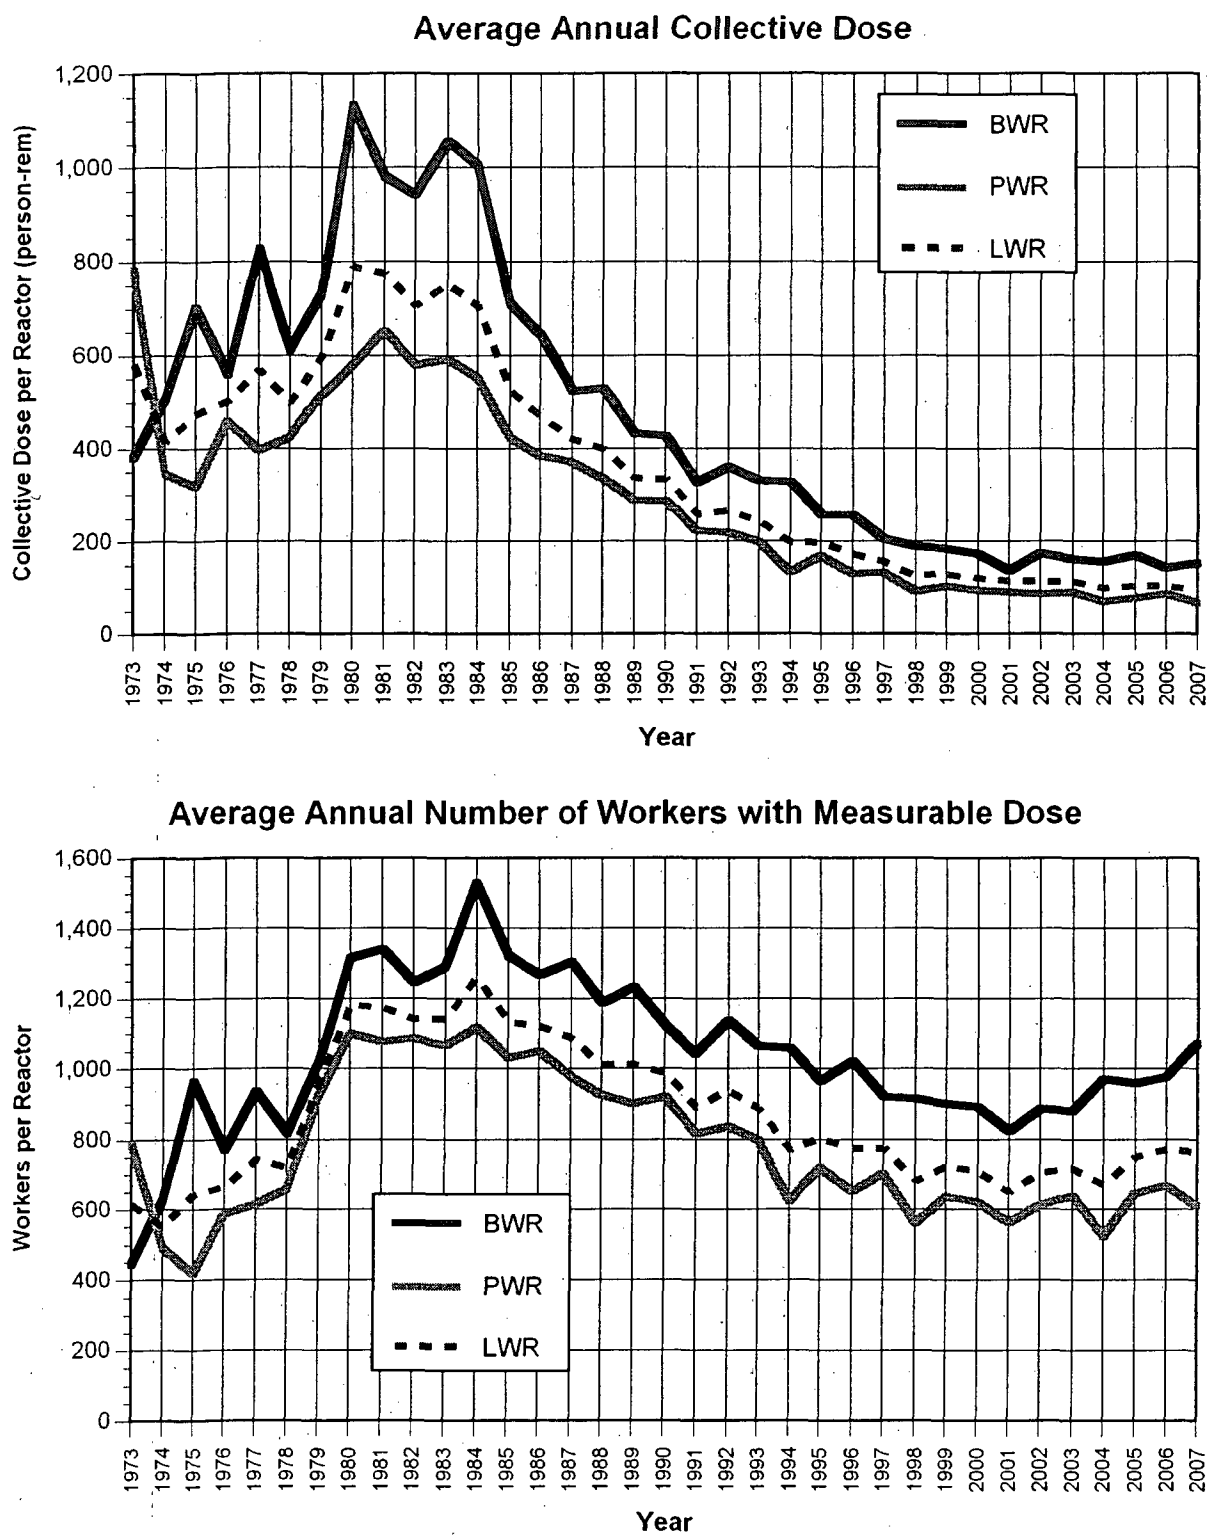 Average Annual Collective Dose
Collective Dose per Reactor (person-rem)
1,200
1,000
800
600
400
200
0
BWR
PWR
LWR
1973 1974 1975 1976 1977 1978 1979 1980 1981 1982 1983 1984 1985 1986 1987 1988 1989 1990 1991 1992 1993 1994 1995 1996 1997 1998 1999 2000 2001 2002 2003 2004 2005 2006 2007
Year
Average Annual Number of Workers with Measurable Dose
Workers per Reactor
1,600
1,400
1,200
1,000
800
600
400
200
0
BWR
PWR
LWR
1973 1974 1975 1976 1977 1978 1979 1980 1981 1982 1983 1984 1985 1986 1987 1988 1989 1990 1991 1992 1993 1994 1995 1996 1997 1998 1999 2000 2001 2002 2003 2004 2005 2006 2007
Year